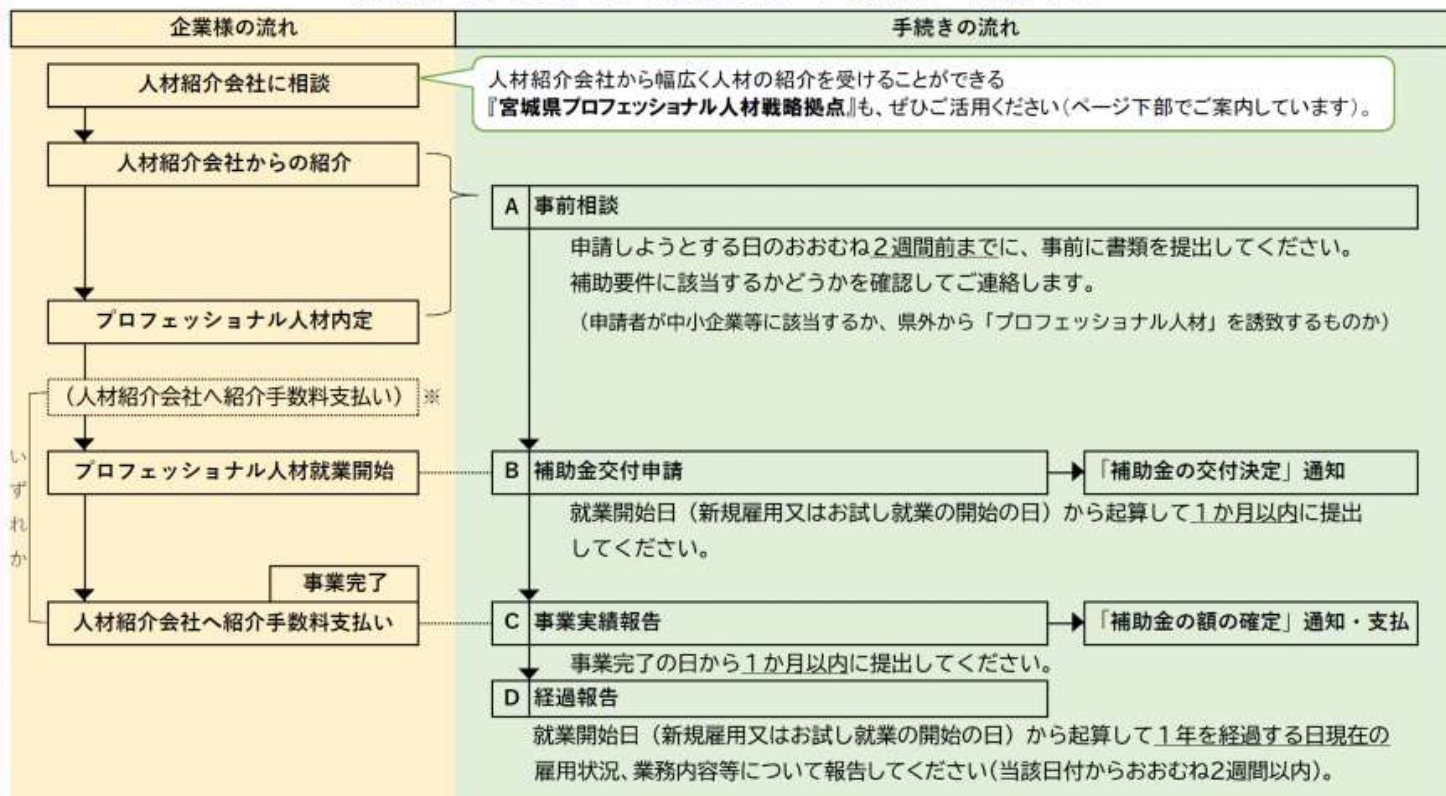 企業様の流れ
手続きの流れ
人材紹介会社に相談
人材紹介会社から幅広く人材の紹介を受けることができる
『宮城県プロフェッショナル人材戦略拠点』も、ぜひご活用ください（ページ下部でご案内しています）。
人材紹介会社からの紹介
A 事前相談
申請しようとする日のおおむね２週間前までに、事前に書類を提出してください。
補助要件に該当するかどうかを確認してご連絡します。
（申請者が中小企業等に該当するか、県外から「プロフェッショナル人材」を誘致するものか）
プロフェッショナル人材内定
（人材紹介会社へ紹介手数料支払い）※
いずれか
プロフェッショナル人材就業開始
B 補助金交付申請
「補助金の交付決定」通知
就業開始日（新規雇用又はお試し就業の開始の日）から起算して１か月以内に提出
してください。
事業完了
人材紹介会社へ紹介手数料支払い
C 事業実績報告
「補助金の額の確定」通知・支払
事業完了の日から１か月以内に提出してください。
D 経過報告
就業開始日（新規雇用又はお試し就業の開始の日）から起算して１年を経過する日現在の
雇用状況、業務内容等について報告してください（当該日付からおおむね2週間以内）。